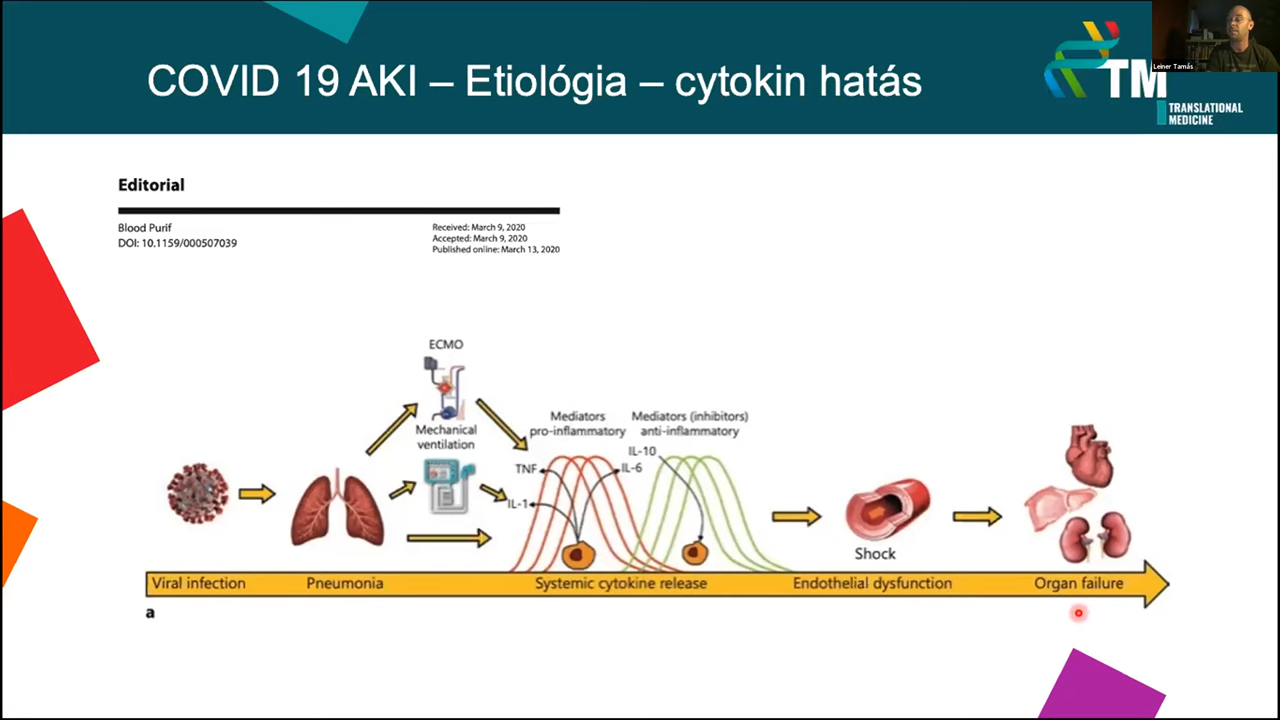 COVID 19 AKI – Etiológia – cytokin hatás
TM
TRANSLATIONAL
MEDICINE
Leiner Tamás
Editorial
Blood Purif
DOI: 10.1159/000507039
Received: March 9, 2020
Accepted: March 9, 2020
Published online: March 13, 2020
ECMO
Mechanical
ventilation
Mediators
pro-inflammatory
Mediators (inhibitors)
anti-inflammatory
TNF
IL-1
IL-10
IL-6
Shock
Viral infection
Pneumonia
Systemic cytokine release
Endothelial dysfunction
Organ failure
a